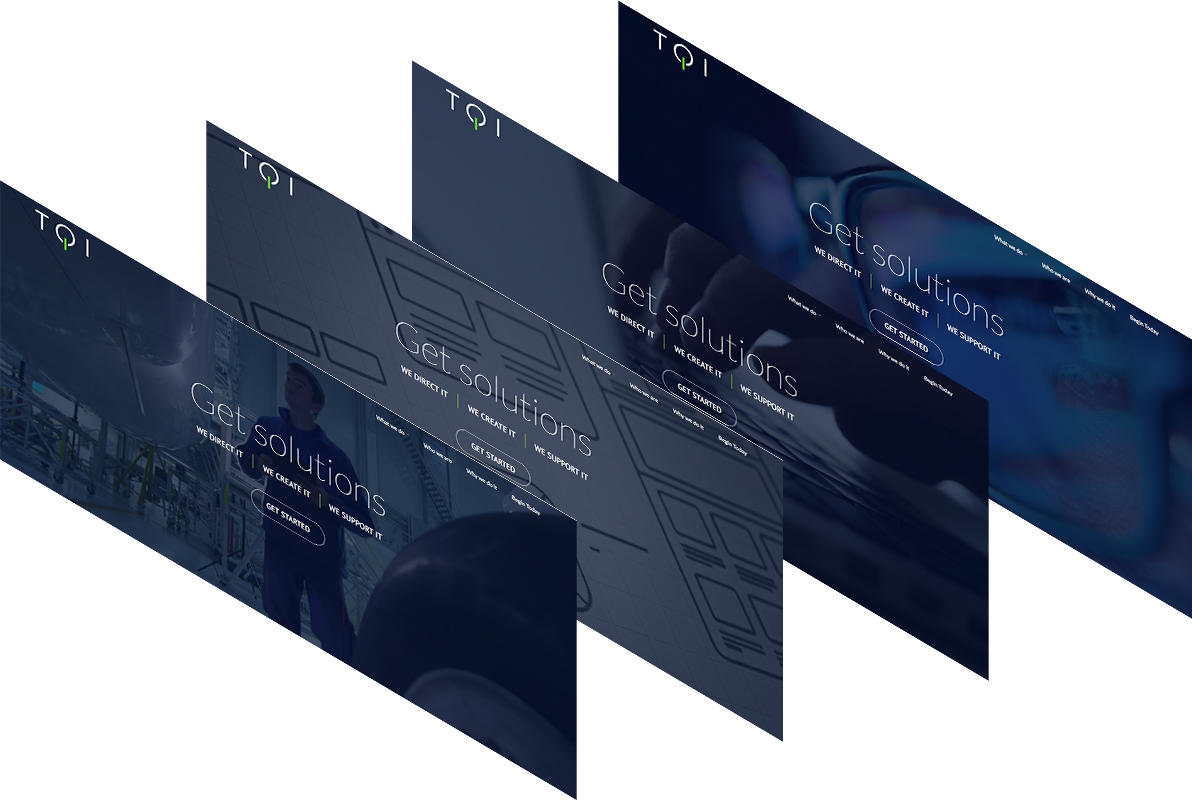 TQI
What we do
Who we are
Why we do it
Begin Today
Get solutions
WE DIRECT IT | WE CREATE IT | WE SUPPORT IT
GET STARTED
TQI
What we do
Who we are
Why we do it
Begin Today
Get solutions
WE DIRECT IT | WE CREATE IT | WE SUPPORT IT
GET STARTED
TQI
What we do
Who we are
Why we do it
Begin Today
Get solutions
WE DIRECT IT | WE CREATE IT | WE SUPPORT IT
GET STARTED
TQI
What we do
Who we are
Why we do it
Begin Today
Get solutions
WE DIRECT IT | WE CREATE IT | WE SUPPORT IT
GET STARTED